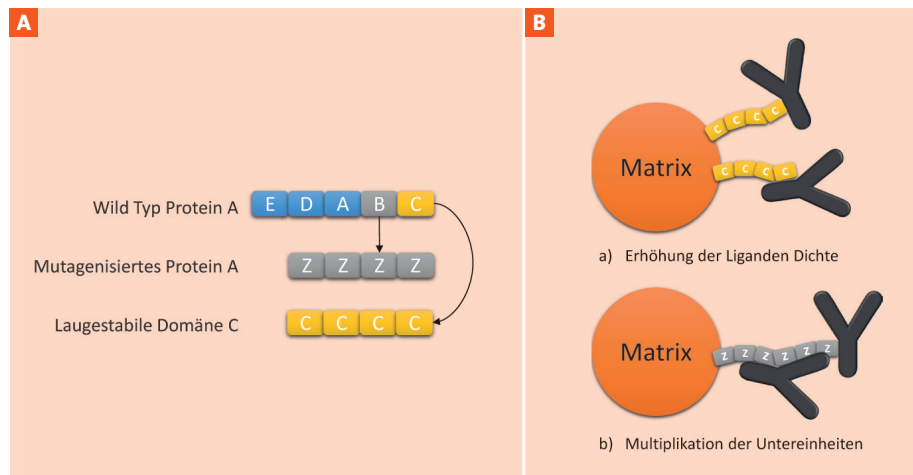 A
Wild Typ Protein A
E D A B C
Mutagenisiertes Protein A
Z Z Z Z
Laugestabile Domäne C
C C C C
B
C C C C
Matrix
C C C C
a) Erhöhung der Liganden Dichte
Matrix
Z Z Z Z Z Z
b) Multiplikation der Untereinheiten